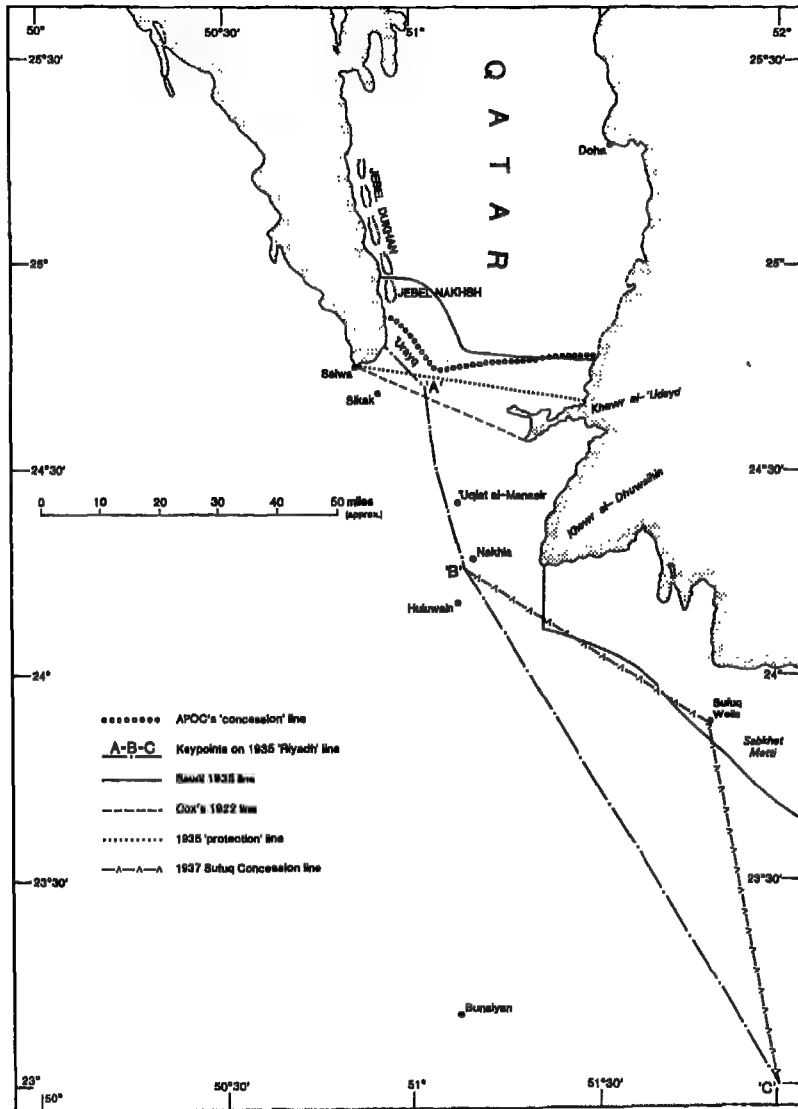 50°
50°30'
51°
52°
25°30'
25°30'
QATAR
Doha
JEBEL DUKHAN
25°
25°
JEBEL NAKHSH
'Urayq
Salwa
'A'
Sikak
Khawr al-'Udayd
24°30'
24°30'
'Uqlat al-Manasir
0 10 20 30 40 50 miles
(approx.)
Khawr al-Dhuwaihin
Nakhla
'B'
Huluwain
24°
24°
Sufuq
Wells
Sabkhat
Matti
APOC's 'concession' line
A-B-C Keypoints on 1935 'Riyadh' line
Saudi 1935 line
Cox's 1922 line
1935 'protection' line
1937 Sufuq Concession line
23°30'
23°30'
Bunaiyan
23°
23°
'C'
50°
50°30'
51°
51°30'
52°